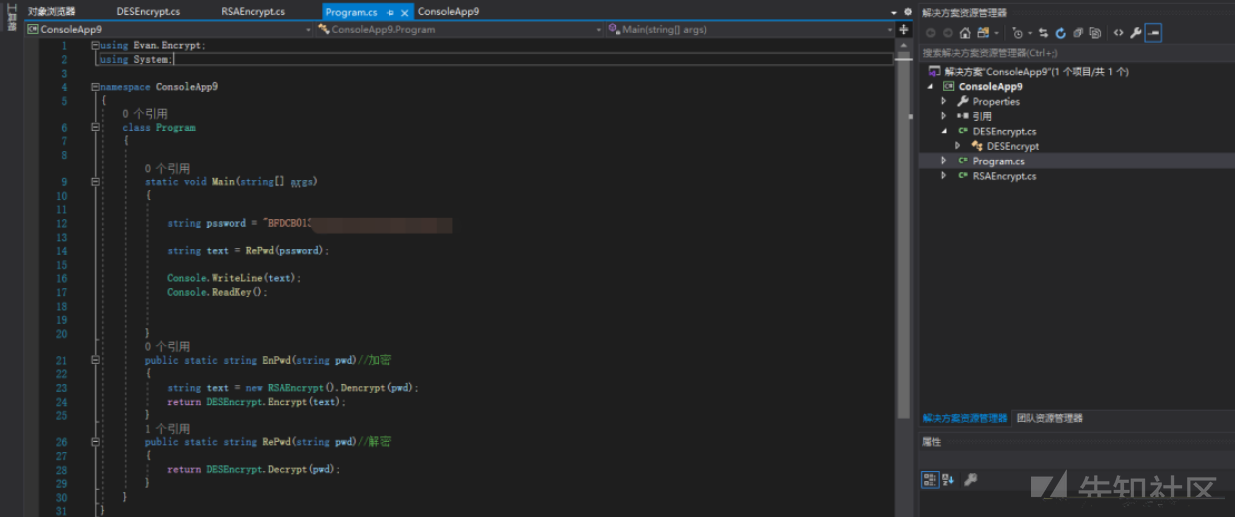 对象浏览器 DESEncrypt.cs RSAEncrypt.cs Program.cs ConsoleApp9
ConsoleApp9 ConsoleApp9.Program Main(string[] args)
1 using Evan.Encrypt;
2 using System;
3
4 namespace ConsoleApp9
5 {
0 个引用
6 class Program
7 {
8
0 个引用
9 static void Main(string[] args)
10 {
11
12 string pssword = "BFDCB01
13
14 string text = RePwd(pssword);
15
16 Console.WriteLine(text);
17 Console.ReadKey();
18
19
20 }
0 个引用
21 public static string EnPwd(string pwd)//加密
22 {
23 string text = new RSAEncrypt().Dencrypt(pwd);
24 return DESEncrypt.Encrypt(text);
25 }
1 个引用
26 public static string RePwd(string pwd)//解密
27 {
28 return DESEncrypt.Decrypt(pwd);
29 }
30 }
31 }
解决方案资源管理器
搜索解决方案资源管理器(Ctrl+;)
解决方案"ConsoleApp9"(1 个项目/共 1 个)
ConsoleApp9
Properties
引用
DESEncrypt.cs
DESEncrypt
Program.cs
RSAEncrypt.cs
解决方案资源管理器 团队资源管理器
属性
先知社区